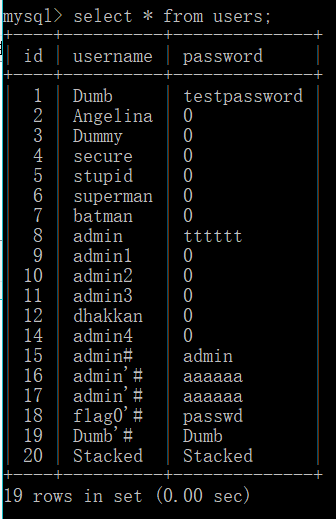 mysql> select * from users;
+----+----------+--------------+
| id | username | password     |
+----+----------+--------------+
|  1 | Dumb     | testpassword |
|  2 | Angelina | 0            |
|  3 | Dummy    | 0            |
|  4 | secure   | 0            |
|  5 | stupid   | 0            |
|  6 | superman | 0            |
|  7 | batman   | 0            |
|  8 | admin    | tttttt       |
|  9 | admin1   | 0            |
| 10 | admin2   | 0            |
| 11 | admin3   | 0            |
| 12 | dhakkan  | 0            |
| 14 | admin4   | 0            |
| 15 | admin#   | admin        |
| 16 | admin'#  | aaaaaa       |
| 17 | admin'#  | aaaaaa       |
| 18 | flag0'#  | passwd       |
| 19 | Dumb'#   | Dumb         |
| 20 | Stacked  | Stacked      |
+----+----------+--------------+
19 rows in set (0.00 sec)